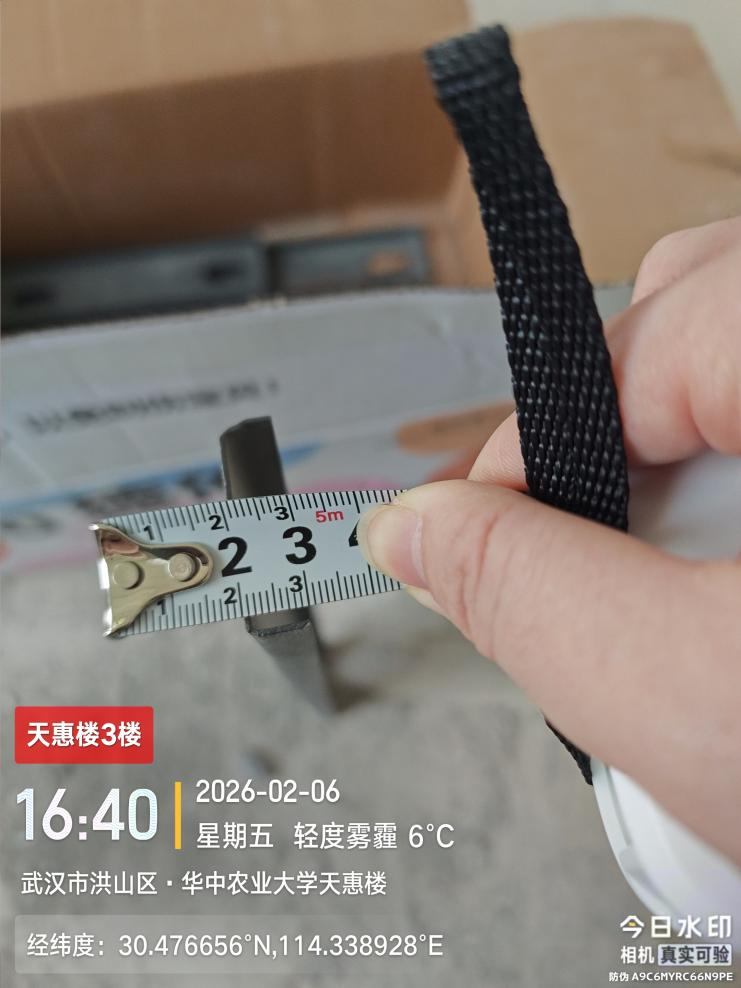 1 2 3 5m
2 3
1 2 3
天惠楼3楼
16:40
2026-02-06
星期五 轻度雾霾 6°C
武汉市洪山区·华中农业大学天惠楼
经纬度：30.476656°N,114.338928°E
今日水印
相机 真实可验
防伪 A9C6MYRC66N9PE